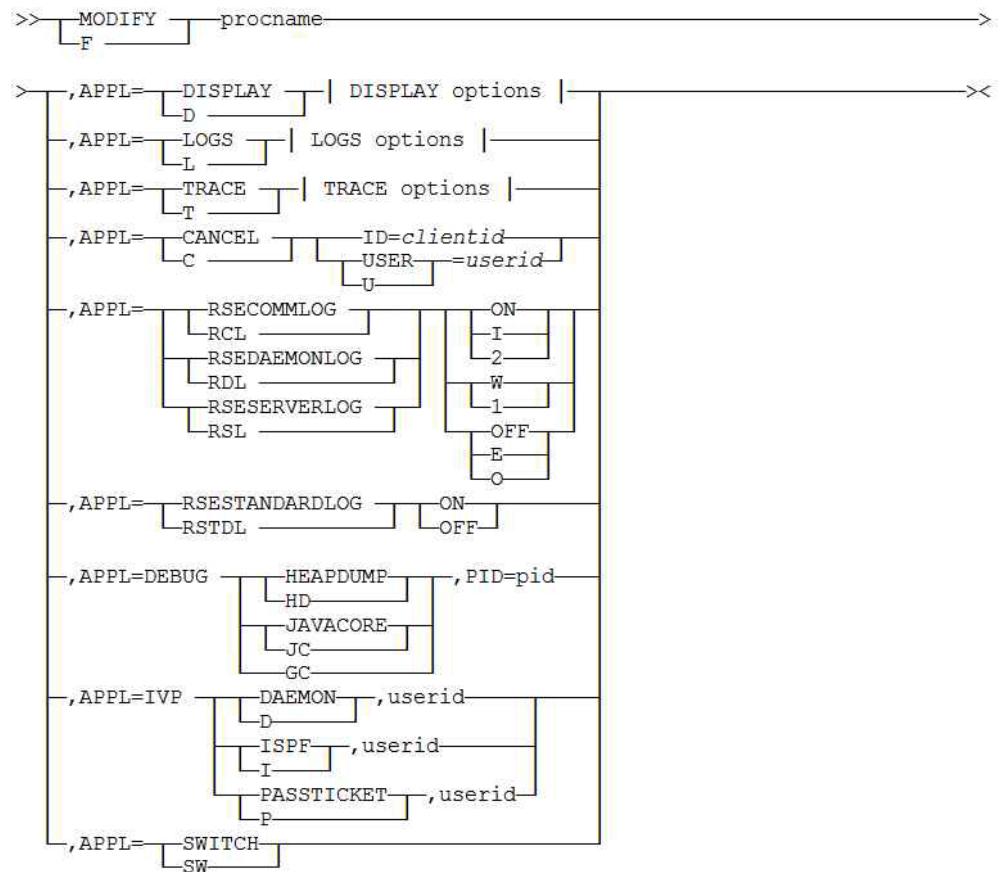 >> MODIFY procname >
F
> ,APPL= DISPLAY | DISPLAY options | ><
D
,APPL= LOGS | LOGS options |
L
,APPL= TRACE | TRACE options |
T
,APPL= CANCEL ID=clientid
C USER =userid
U
,APPL= RSECOMMLOG ON
RCL I
RSEDAEMONLOG 2
RDL W
RSESERVERLOG 1
RSL OFF
E
O
,APPL= RSESTANDARDLOG ON
RSTDL OFF
,APPL=DEBUG HEAPDUMP ,PID=pid
HD
JAVACORE
JC
GC
,APPL=IVP DAEMON ,userid
D
ISPF ,userid
I
PASSTICKET ,userid
P
,APPL= SWITCH
SW